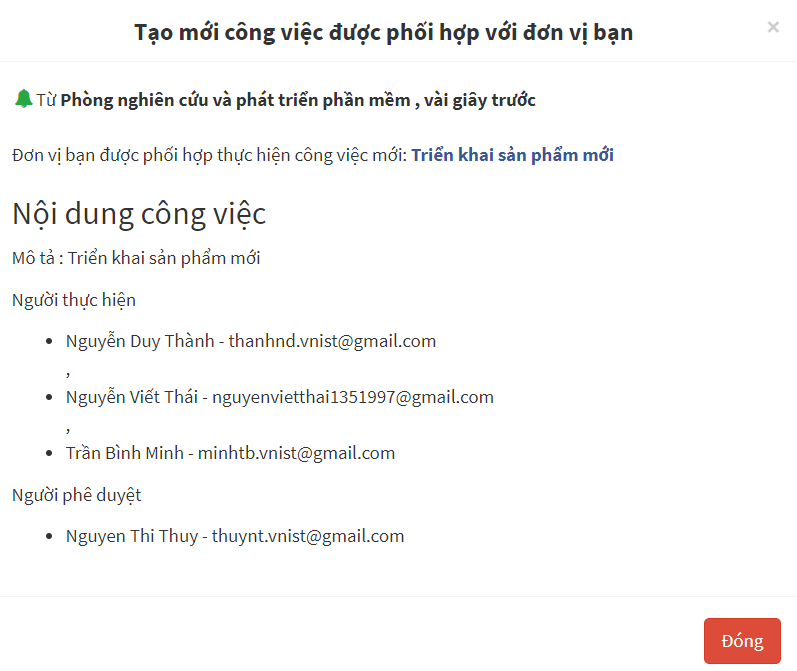 Tạo mới công việc được phối hợp với đơn vị bạn
×
Từ Phòng nghiên cứu và phát triển phần mềm , vài giây trước
Đơn vị bạn được phối hợp thực hiện công việc mới: Triển khai sản phẩm mới
Nội dung công việc
Mô tả : Triển khai sản phẩm mới
Người thực hiện
• Nguyễn Duy Thành - thanhnd.vnist@gmail.com
,
• Nguyễn Viết Thái - nguyenvietthai1351997@gmail.com
,
• Trần Bình Minh - minhtb.vnist@gmail.com
Người phê duyệt
• Nguyen Thi Thuy - thuynt.vnist@gmail.com
Đóng